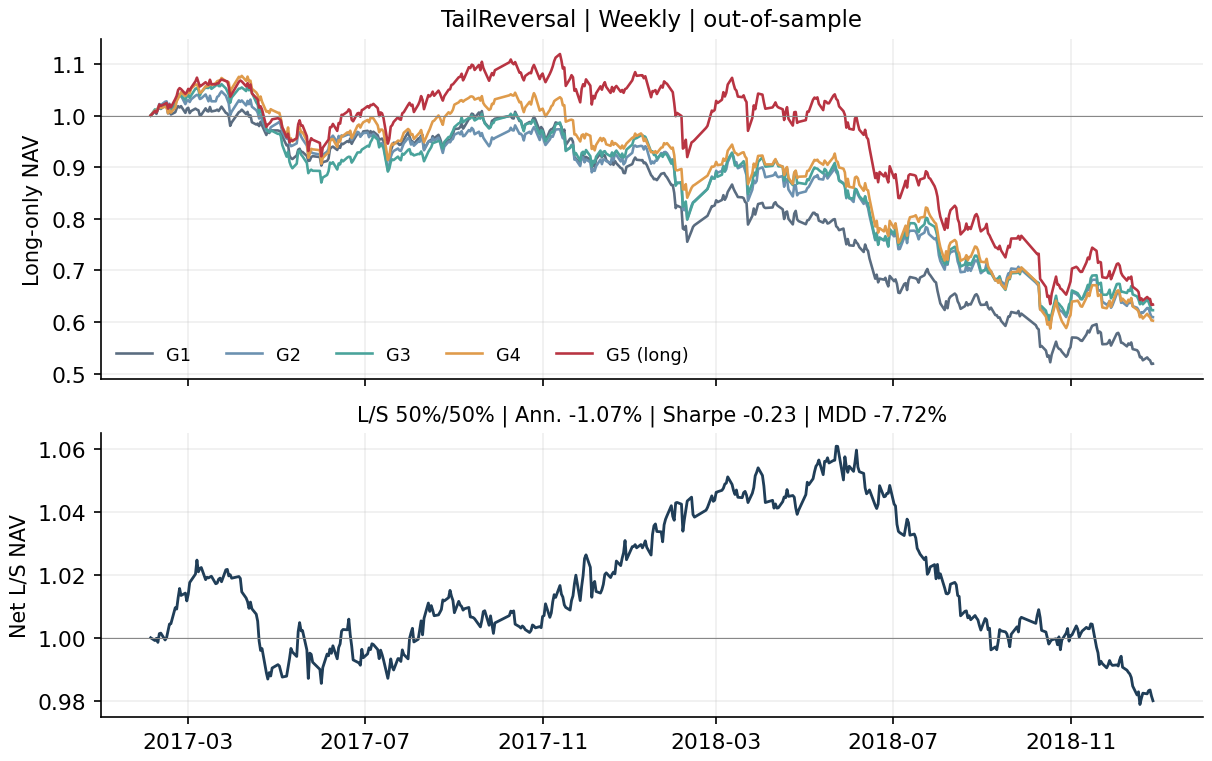 TailReversal | Weekly | out-of-sample
Long-only NAV
1.1
1.0
0.9
0.8
0.7
0.6
0.5
G1 G2 G3 G4 G5 (long)
L/S 50%/50% | Ann. -1.07% | Sharpe -0.23 | MDD -7.72%
Net L/S NAV
1.06
1.04
1.02
1.00
0.98
2017-03 2017-07 2017-11 2018-03 2018-07 2018-11